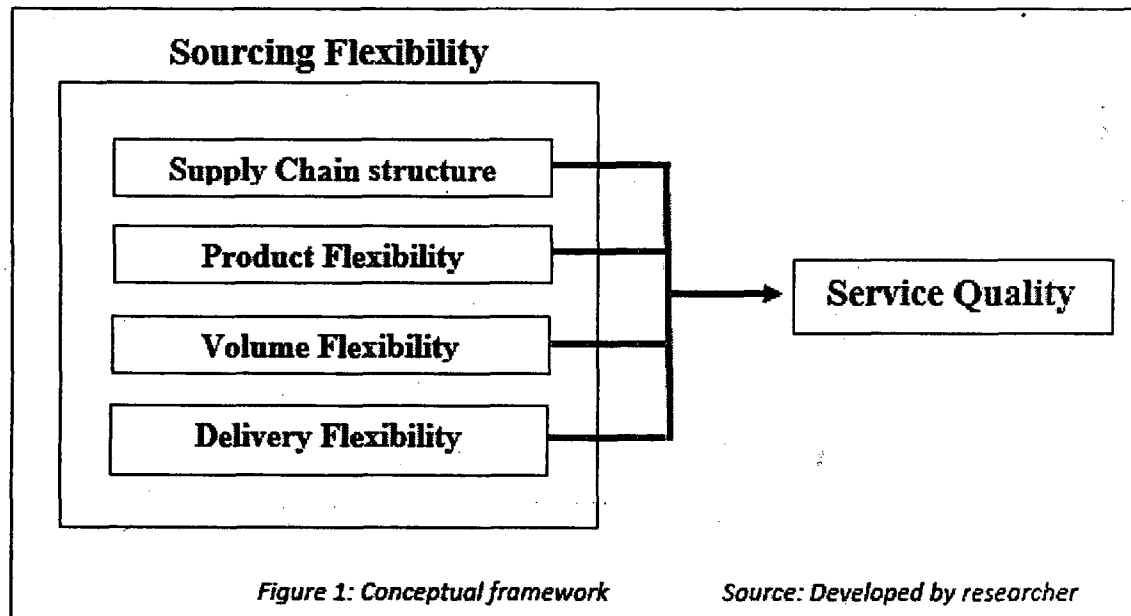 Sourcing Flexibility
Supply Chain structure
Product Flexibility
Volume Flexibility
Delivery Flexibility
Service Quality
Figure 1: Conceptual framework Source: Developed by researcher